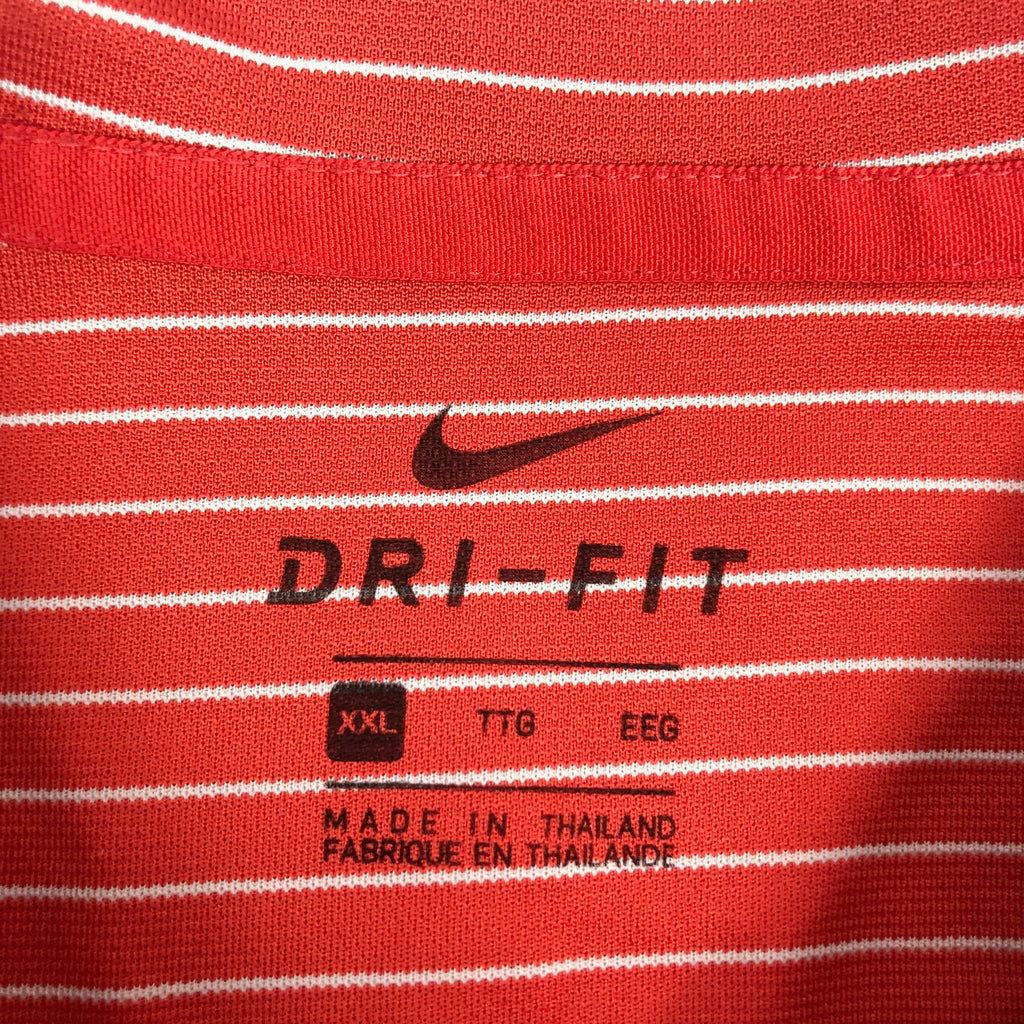 DRI-FIT
XXL TTG EEG
MADE IN THAILAND
FABRIQUE EN THAILANDE